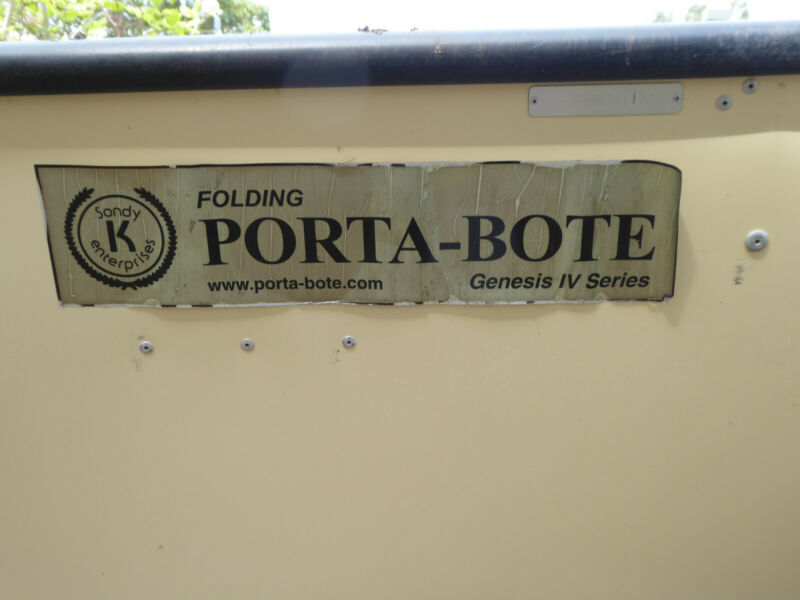 Sandy
K
enterprises
FOLDING
PORTA-BOTE
www.porta-bote.com
Genesis IV Series